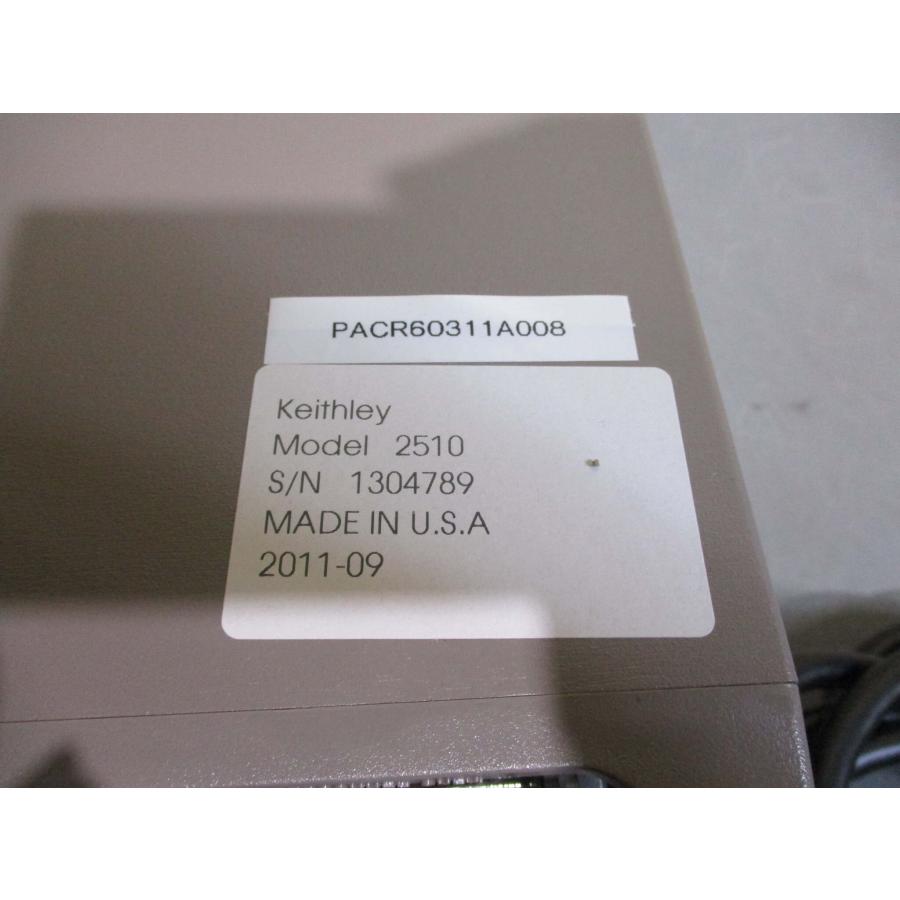 PACR60311A008
Keithley
Model 2510
S/N 1304789
MADE IN U.S.A
2011-09